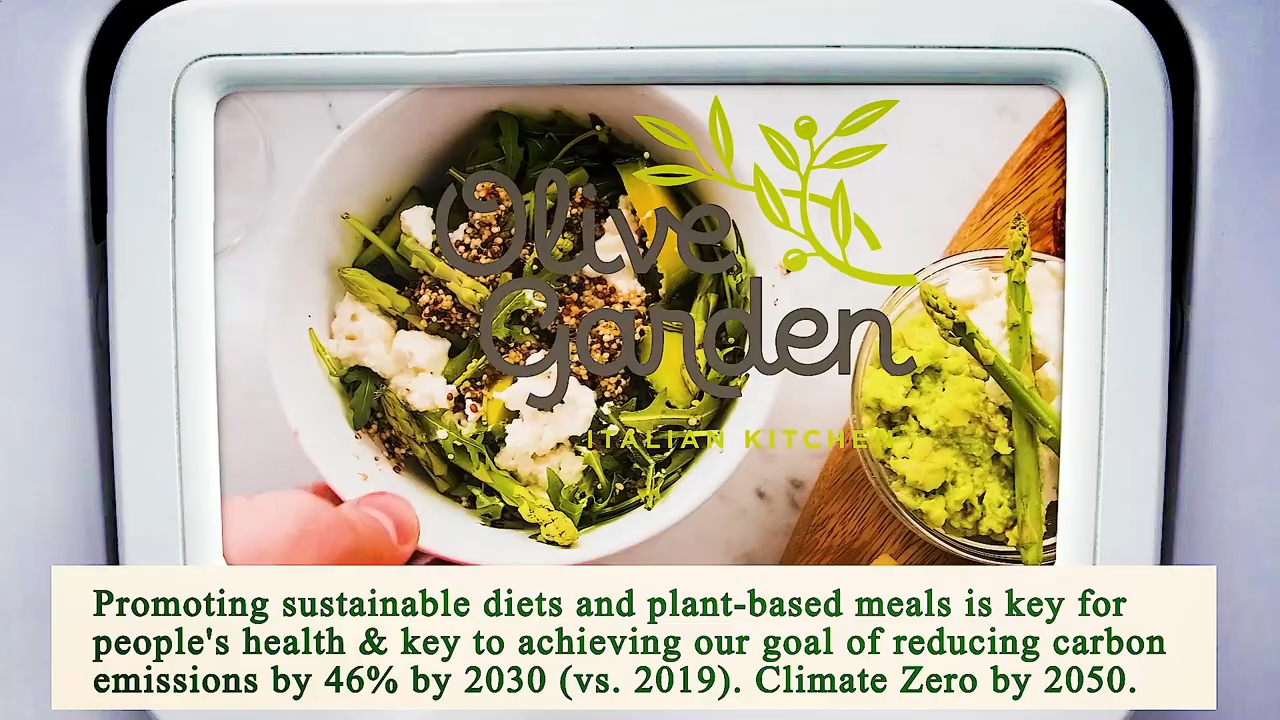 Olive
Garden
ITALIAN KITCHEN
Promoting sustainable diets and plant-based meals is key for
people's health & key to achieving our goal of reducing carbon
emissions by 46% by 2030 (vs. 2019). Climate Zero by 2050.